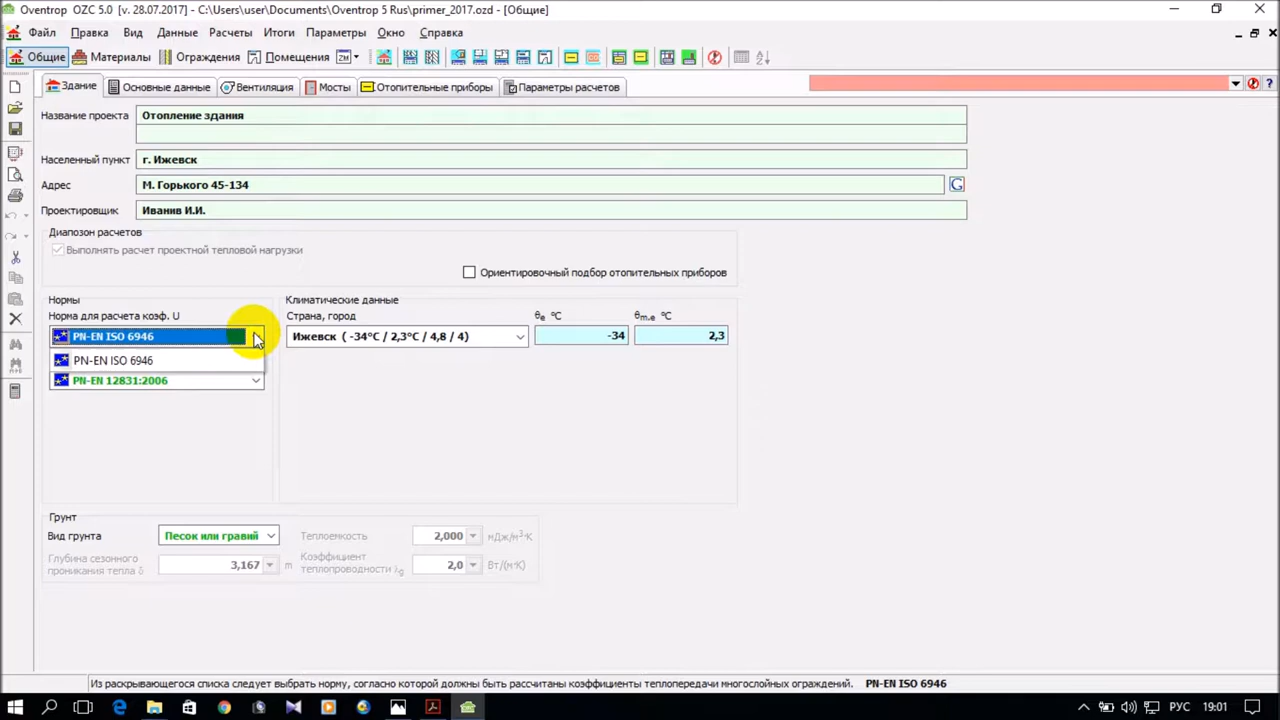 Oventrop OZC 5.0 [v. 28.07.2017] - C:\Users\user\Documents\Oventrop 5 Rus\primer_2017.ozd - [Общие]
Файл Правка Вид Данные Расчеты Итоги Параметры Окно Справка
Общие Материалы Ограждения Помещения
Здание Основные данные Вентиляция Мосты Отопительные приборы Параметры расчетов
Название проекта Отопление здания
Населенный пункт г. Ижевск
Адрес М. Горького 45-134 G
Проектировщик Иванив И.И.
Диапозон расчетов
Выполнять расчет проектной тепловой нагрузки
Ориентировочный подбор отопительных приборов
Нормы Климатические данные
Норма для расчета коэф. U Страна, город θe °C θm.e °C
PN-EN ISO 6946 Ижевск ( -34°C / 2,3°C / 4,8 / 4) -34 2,3
PN-EN ISO 6946
PN-EN 12831:2006
Грунт
Вид грунта Песок или гравий Теплоемкость 2,000 мДж/м³·К
Глубина сезонного проникания тепла δ 3,167 m Коэффициент теплопроводности λg 2,0 Вт/(м·К)
Из раскрывающегося списка следует выбрать норму, согласно которой должны быть рассчитаны коэффициенты теплопередачи многослойных ограждений. PN-EN ISO 6946
РУС 19:01